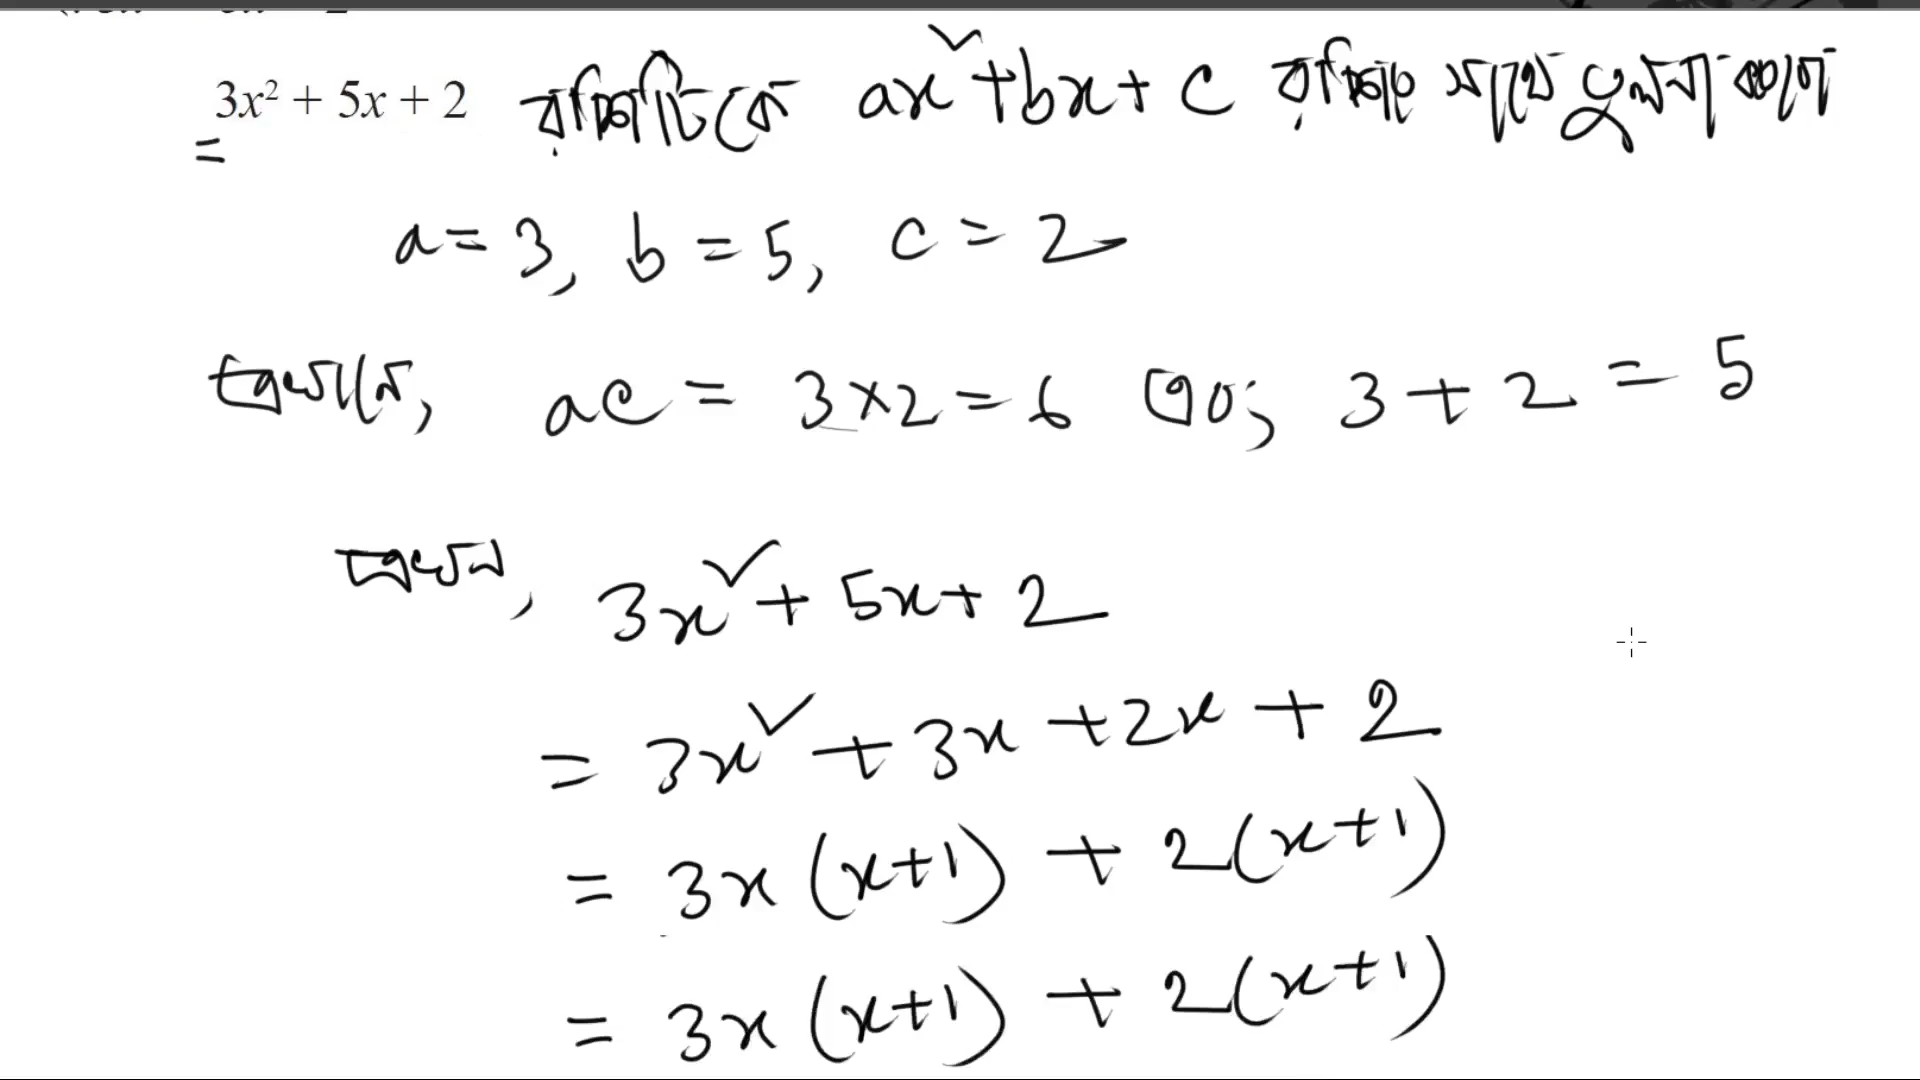 3x² + 5x + 2 রাশিটিকে ax² + bx + c রাশির সাথে তুলনা করে
=
a = 3, b = 5, c = 2
এখানে, ac = 3 × 2 = 6 এবং 3 + 2 = 5
এখন, 3x² + 5x + 2
= 3x² + 3x + 2x + 2
= 3x (x+1) + 2(x+1)
= 3x (x+1) + 2(x+1)